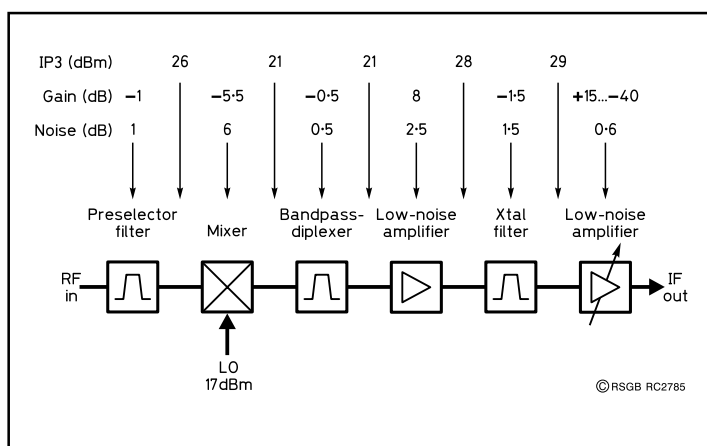 IP3 (dBm) 26 21 21 28 29
Gain (dB) −1 −5·5 −0·5 8 −1·5 +15...−40
Noise (dB) 1 6 0·5 2·5 1·5 0·6
Preselector filter
Mixer
Bandpass-diplexer
Low-noise amplifier
Xtal filter
Low-noise amplifier
RF in
IF out
LO
17dBm
©RSGB RC2785